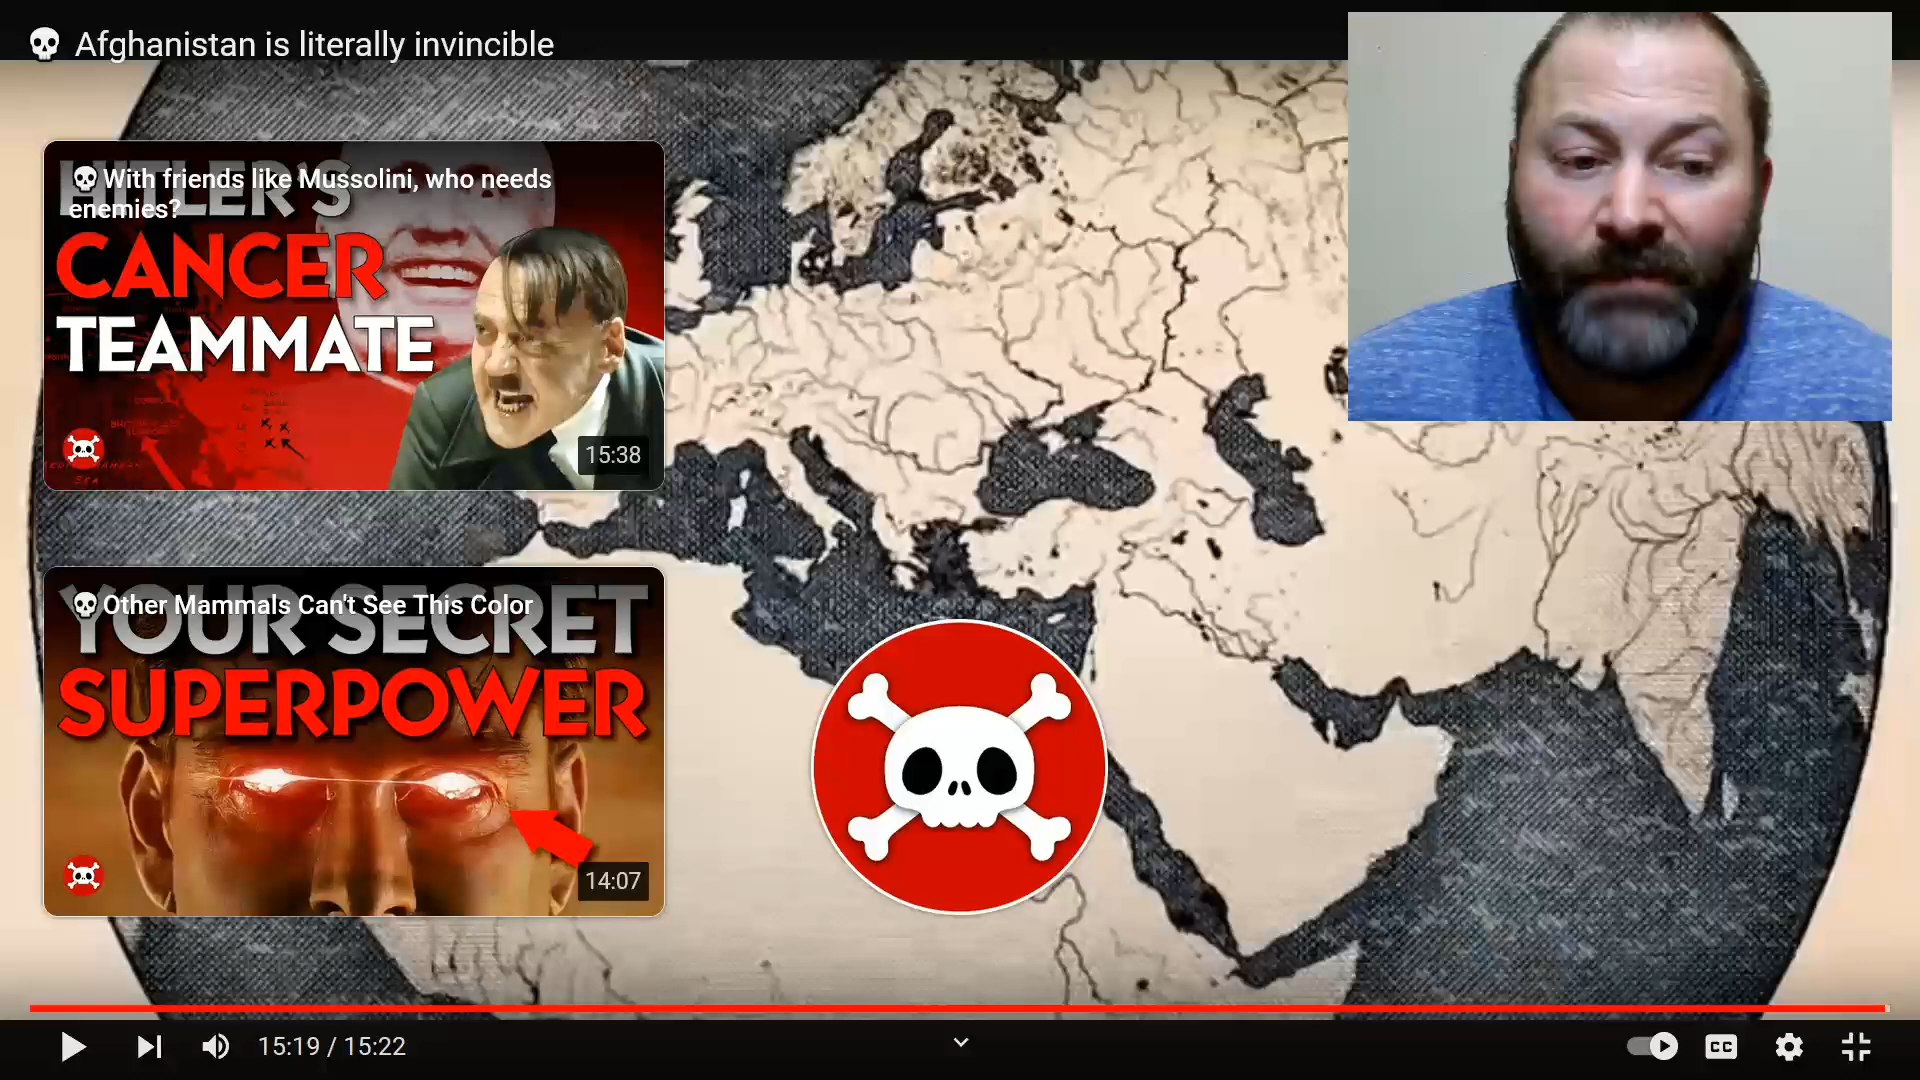 Afghanistan is literally invincible
With friends like Mussolini, who needs
enemies?
HITLER'S
CANCER
TEAMMATE
15:38
Other Mammals Can't See This Color
YOUR SECRET
SUPERPOWER
14:07
15:19 / 15:22
CC